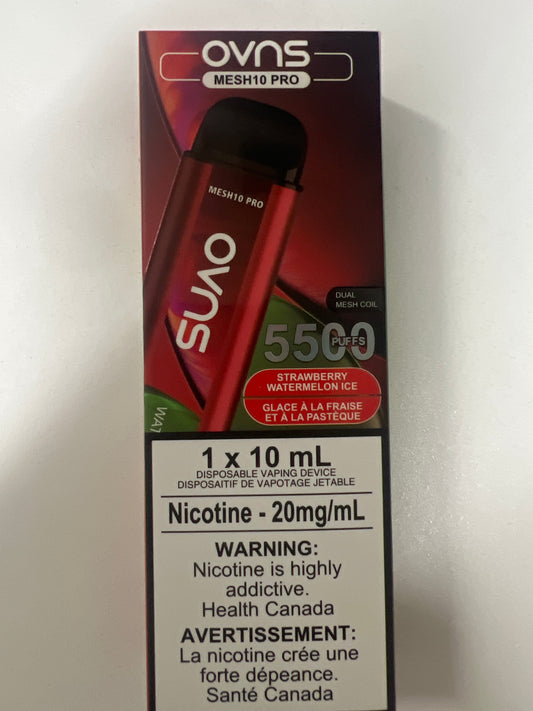 OVNS
MESH10 PRO
MESH10 PRO
OVNS
DUAL
MESH COIL
5500
PUFFS
STRAWBERRY
WATERMELON ICE
GLACE À LA FRAISE
ET À LA PASTÈQUE
WAT
1 x 10 mL
DISPOSABLE VAPING DEVICE
DISPOSAITIF DE VAPOTAGE JETABLE
Nicotine - 20mg/mL
WARNING:
Nicotine is highly
addictive.
Health Canada
AVERTISSEMENT:
La nicotine crée une
forte dépeance.
Santé Canada